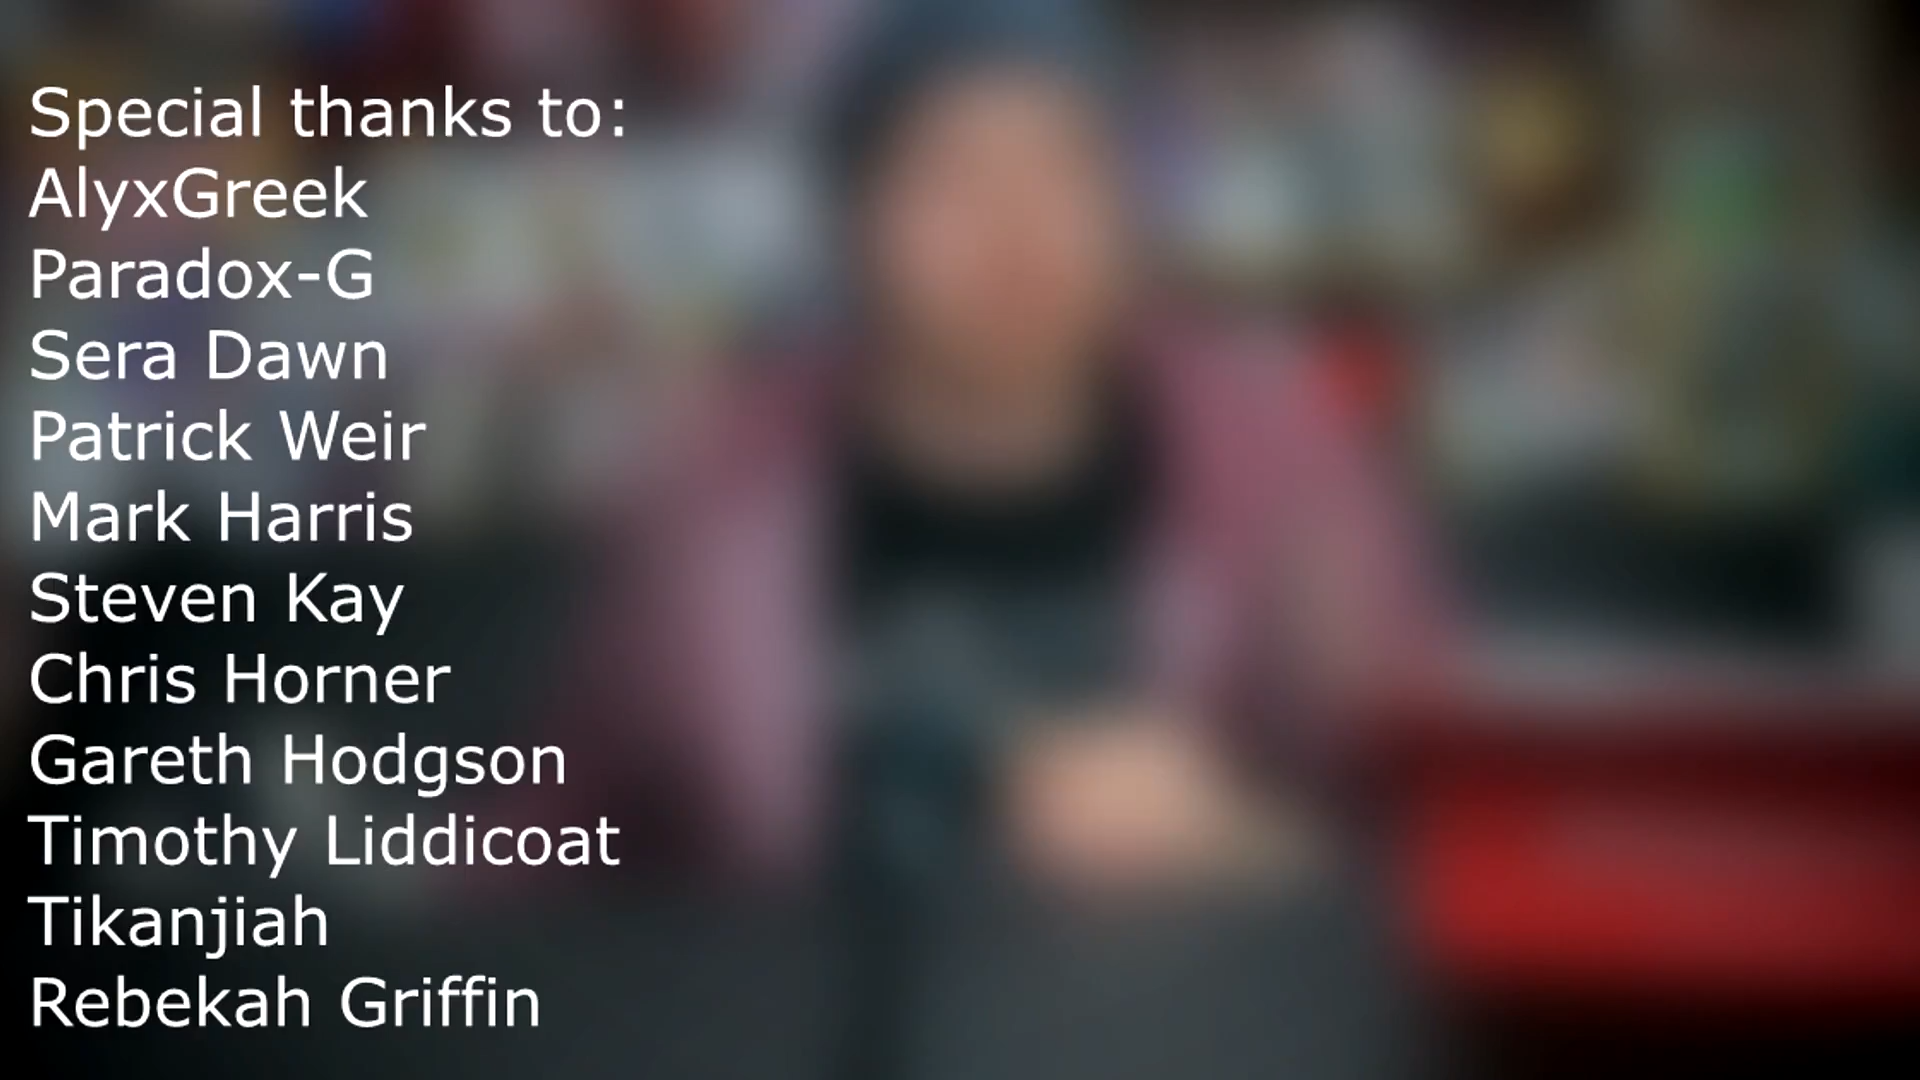 Special thanks to:
AlyxGreek
Paradox-G
Sera Dawn
Patrick Weir
Mark Harris
Steven Kay
Chris Horner
Gareth Hodgson
Timothy Liddicoat
Tikanjiah
Rebekah Griffin